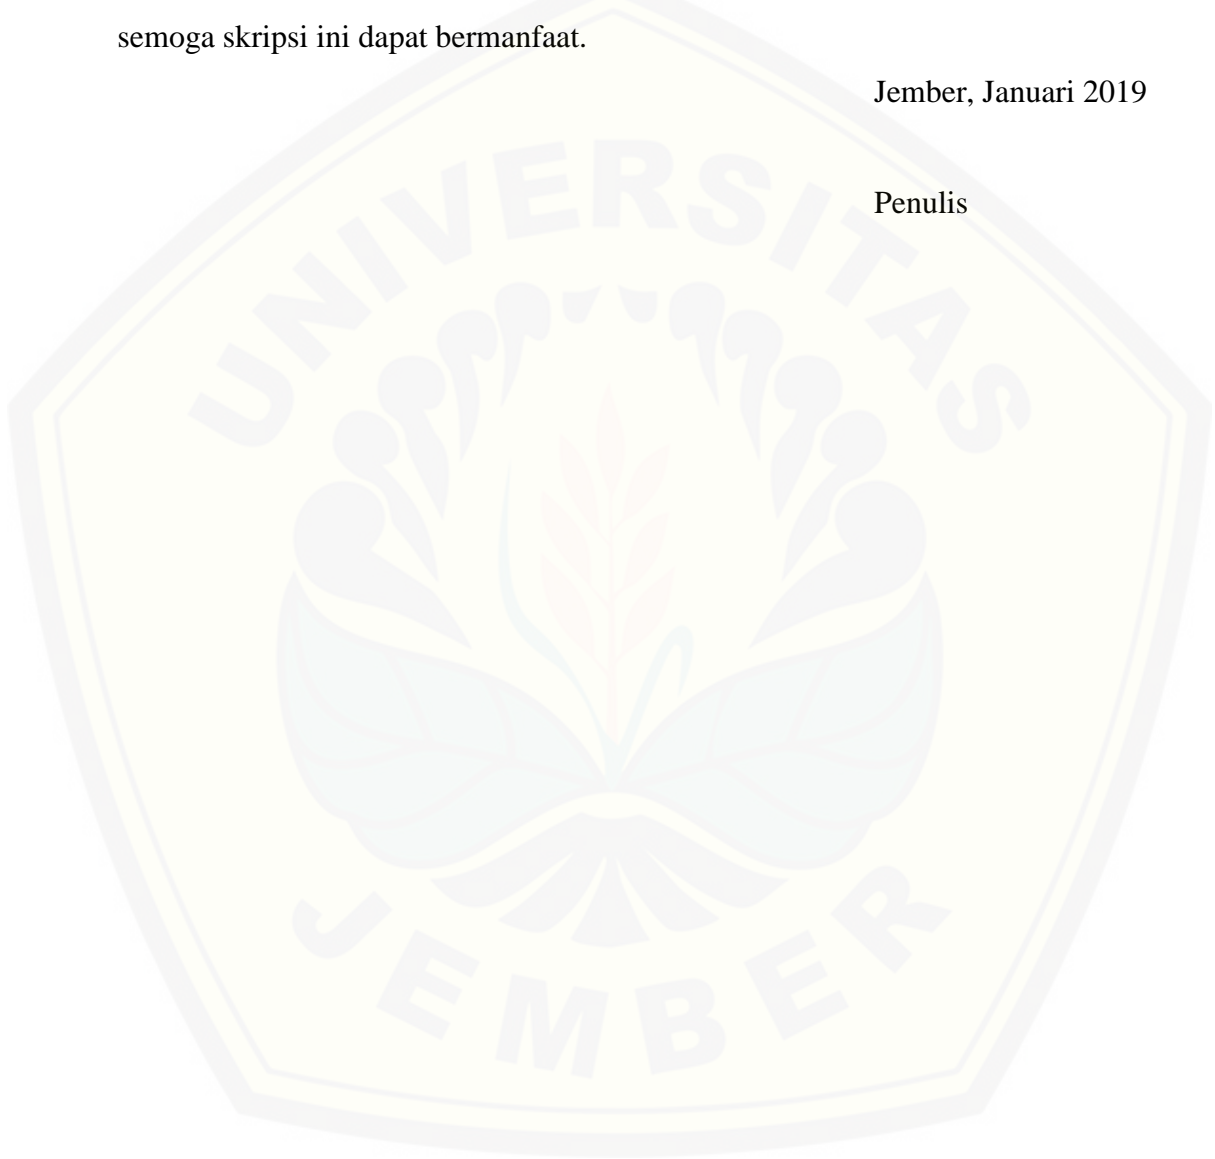 semoga skripsi ini dapat bermanfaat.
Jember, Januari 2019
Penulis
UNIVERSITAS
JEMBER